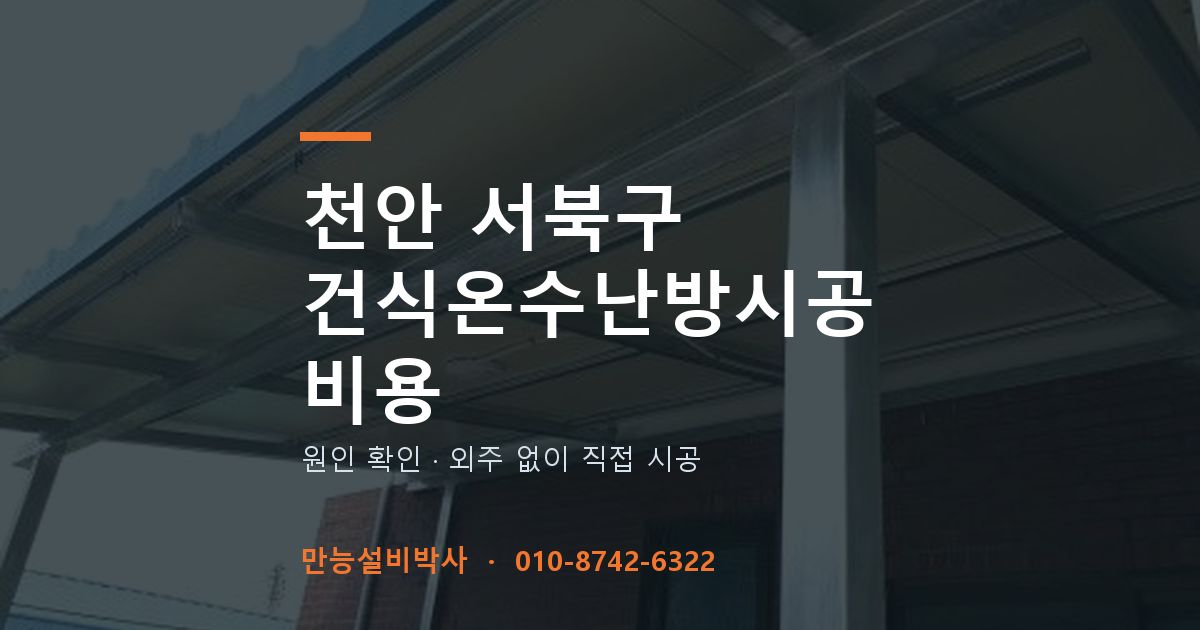 천안 서북구
건식온수난방시공
비용
원인 확인 · 외주 없이 직접 시공
만능설비박사 · 010-8742-6322